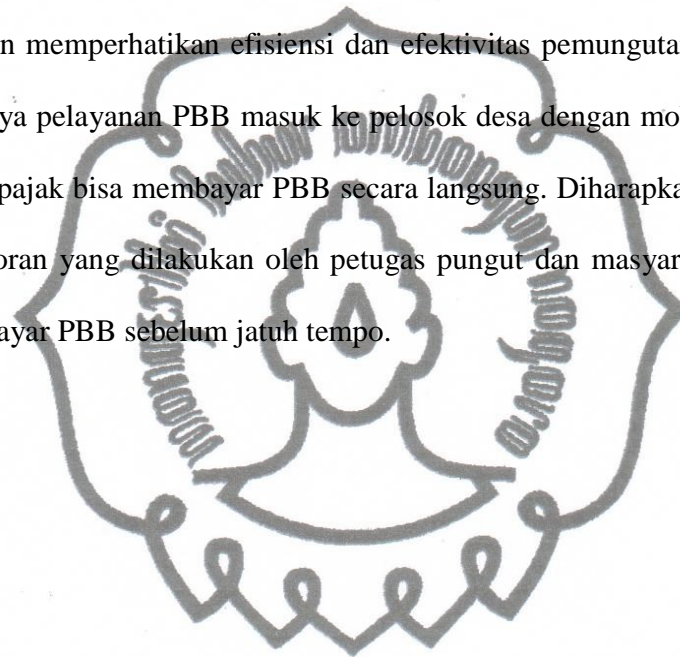 n memperhatikan efisiensi dan efektivitas pemunguta
ya pelayanan PBB masuk ke pelosok desa dengan mo
pajak bisa membayar PBB secara langsung. Diharapka
oran yang dilakukan oleh petugas pungut dan masyar
ayar PBB sebelum jatuh tempo.